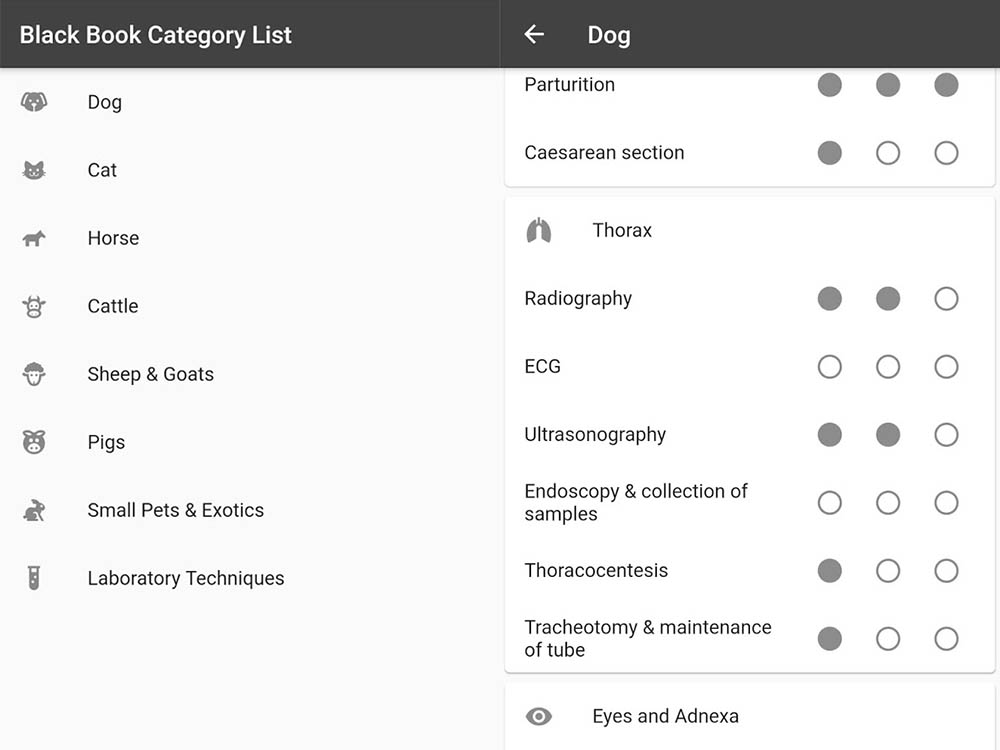 Black Book Category List
Dog
Cat
Horse
Cattle
Sheep & Goats
Pigs
Small Pets & Exotics
Laboratory Techniques
Dog
Parturition
Caesarean section
Thorax
Radiography
ECG
Ultrasonography
Endoscopy & collection of
samples
Thoracocentesis
Tracheotomy & maintenance
of tube
Eyes and Adnexa